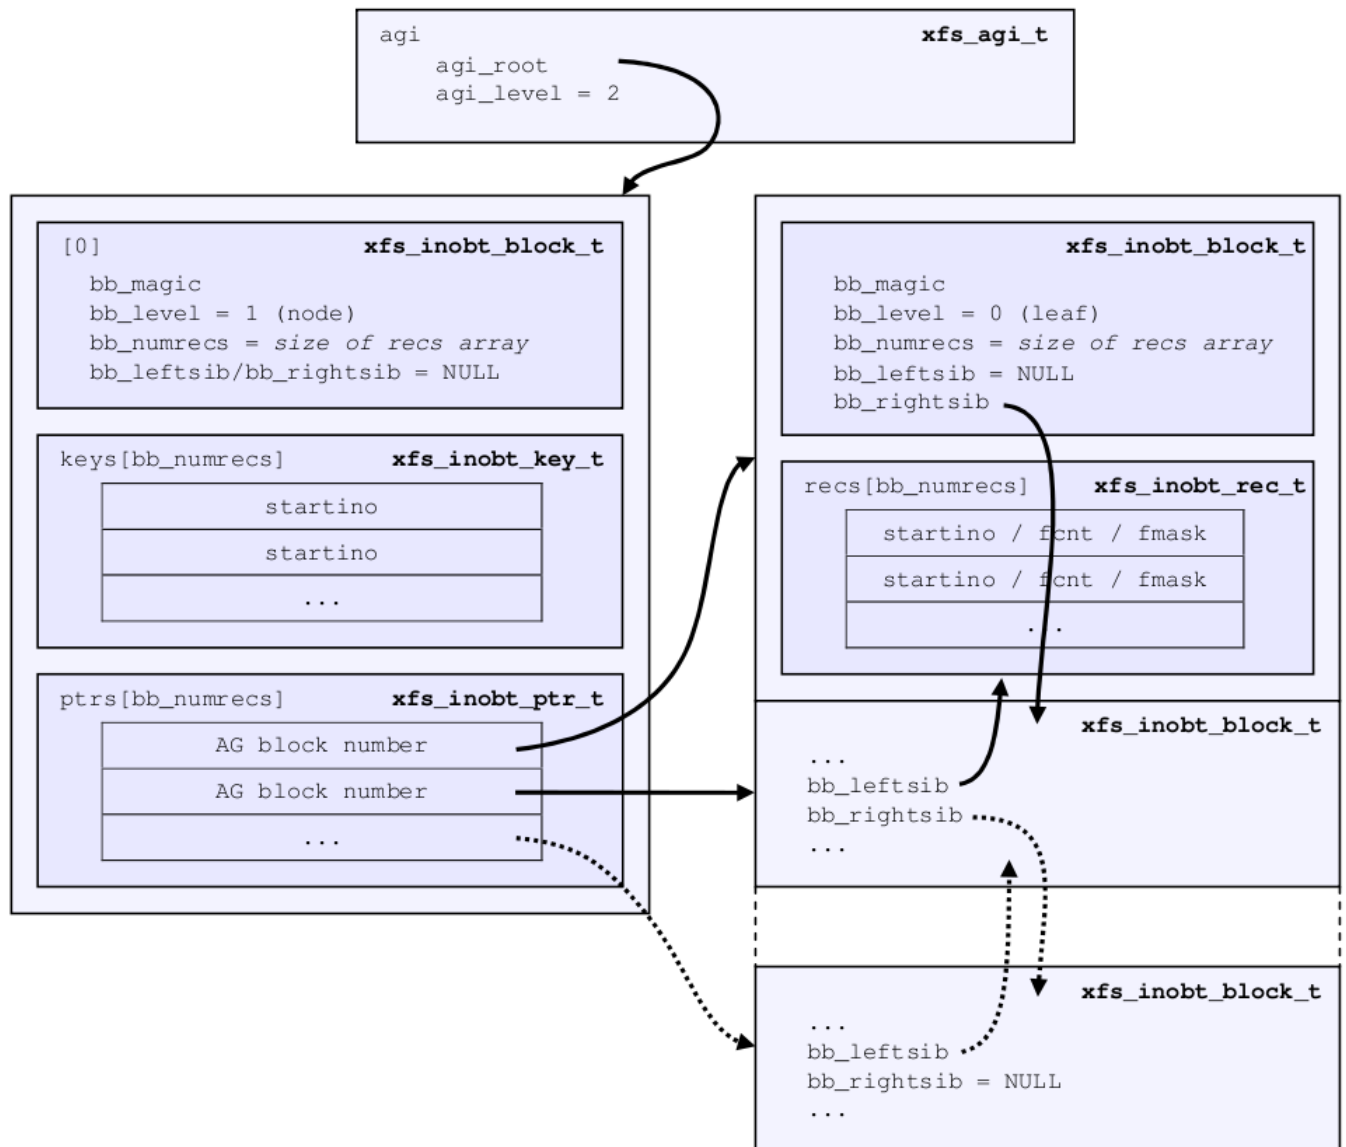 agi xfs_agi_t
agi_root
agi_level = 2
[0] xfs_inobt_block_t
bb_magic
bb_level = 1 (node)
bb_numrecs = size of recs array
bb_leftsib/bb_rightsib = NULL
keys[bb_numrecs] xfs_inobt_key_t
startino
startino
...
ptrs[bb_numrecs] xfs_inobt_ptr_t
AG block number
AG block number
...
xfs_inobt_block_t
bb_magic
bb_level = 0 (leaf)
bb_numrecs = size of recs array
bb_leftsib = NULL
bb_rightsib
recs[bb_numrecs] xfs_inobt_rec_t
startino / fcnt / fmask
startino / fcnt / fmask
...
xfs_inobt_block_t
...
bb_leftsib
bb_rightsib
...
xfs_inobt_block_t
...
bb_leftsib
bb_rightsib = NULL
...